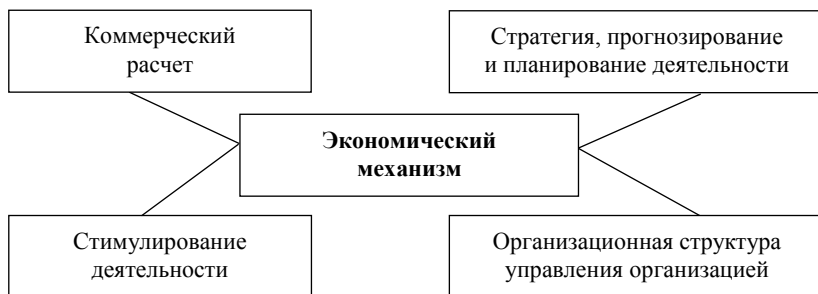 Коммерческий
расчет
Стратегия, прогнозирование
и планирование деятельности
Экономический
механизм
Стимулирование
деятельности
Организационная структура
управления организацией